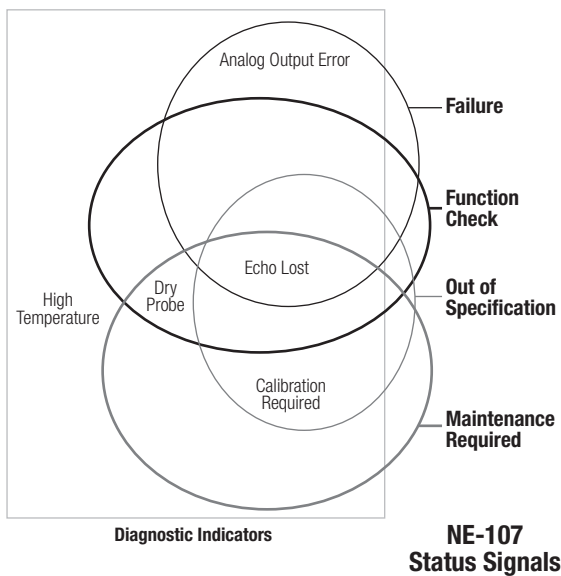 Analog Output Error
Failure
Function
Check
Echo Lost
Dry
Probe
High
Temperature
Out of
Specification
Calibration
Required
Maintenance
Required
Diagnostic Indicators
NE-107
Status Signals